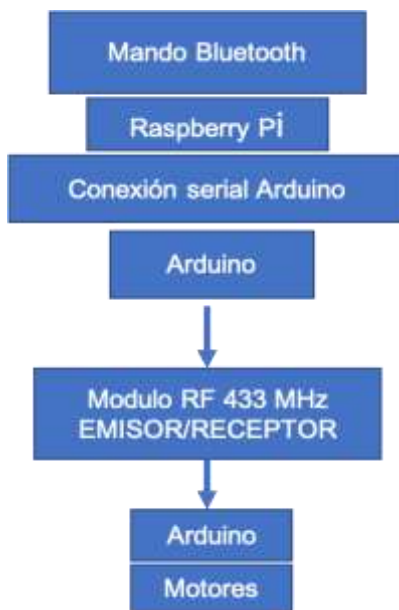 Mando Bluetooth
Raspberry Pi
Conexión serial Arduino
Arduino
Modulo RF 433 MHz
EMISOR/RECEPTOR
Arduino
Motores